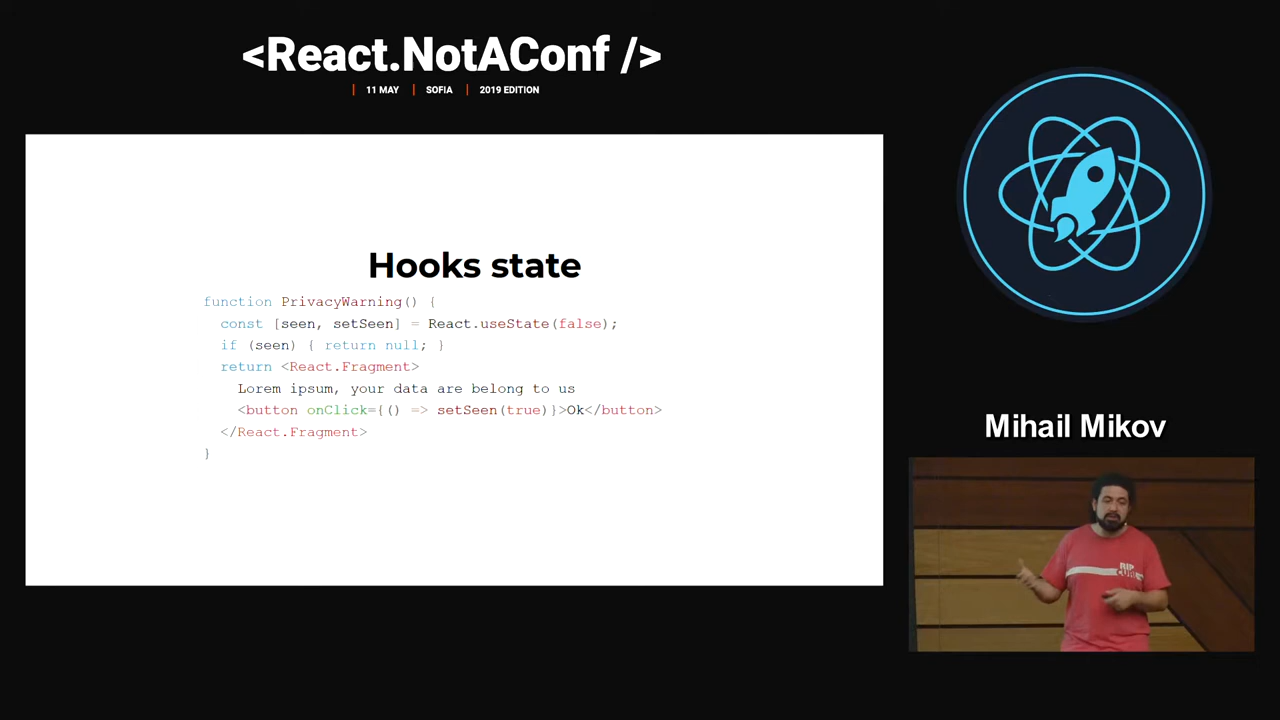 <React.NotAConf />
| 11 MAY | SOFIA | 2019 EDITION
Hooks state
function PrivacyWarning() {
  const [seen, setSeen] = React.useState(false);
  if (seen) { return null; }
  return <React.Fragment>
    Lorem ipsum, your data are belong to us
    <button onClick={() => setSeen(true)}>Ok</button>
  </React.Fragment>
}
Mihail Mikov
RIP
CURL